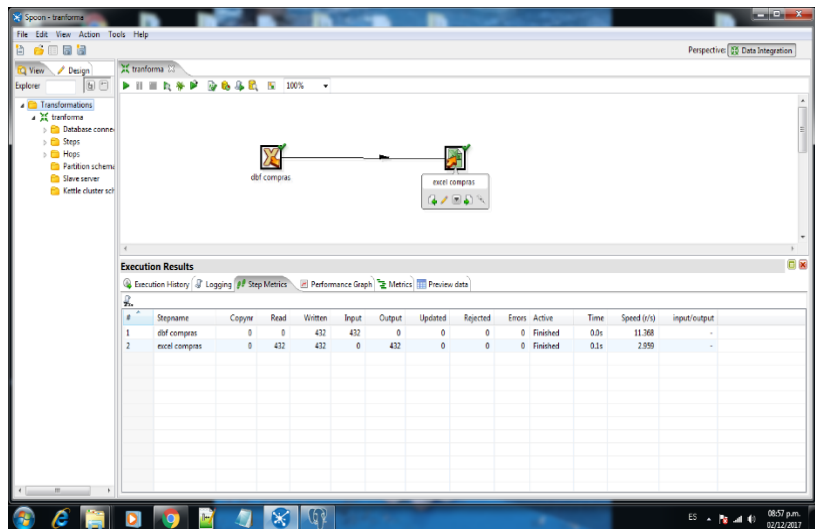 Spoon - tranforma
File Edit View Action Tools Help
Perspective: Data Integration
View Design
tranforma
Explorer
100%
Transformations
tranforma
Database conne
Steps
Hops
Partition schema
Slave server
Kettle cluster sch
dbf compras
excel compras
Execution Results
Execution History Logging Step Metrics Performance Graph Metrics Preview data
# Stepname Copynr Read Written Input Output Updated Rejected Errors Active Time Speed (r/s) input/output
1 dbf compras 0 0 432 432 0 0 0 0 Finished 0.0s 11.368 -
2 excel compras 0 432 432 0 432 0 0 0 Finished 0.1s 2.959 -
ES 08:57 p.m.
02/12/2017